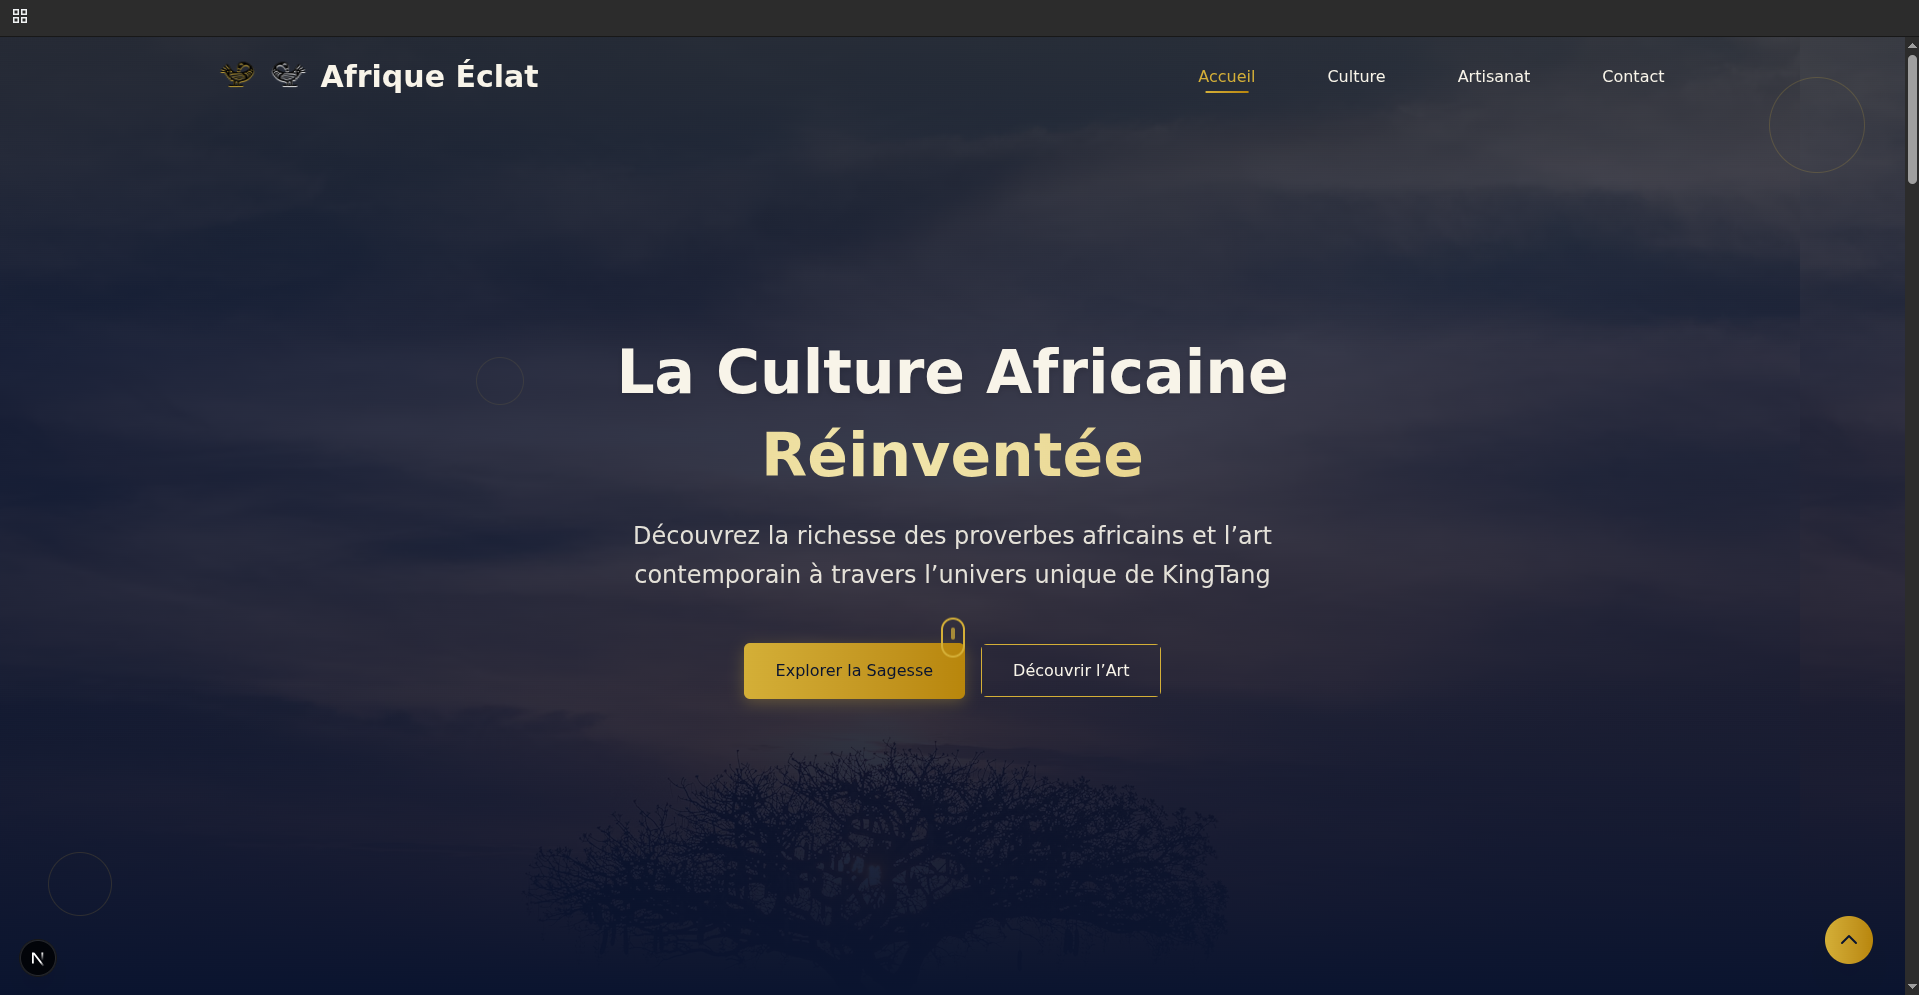 Afrique Éclat
Accueil
Culture
Artisanat
Contact
La Culture Africaine
Réinventée
Découvrez la richesse des proverbes africains et l’art
contemporain à travers l’univers unique de KingTang
Explorer la Sagesse
Découvrir l’Art
N